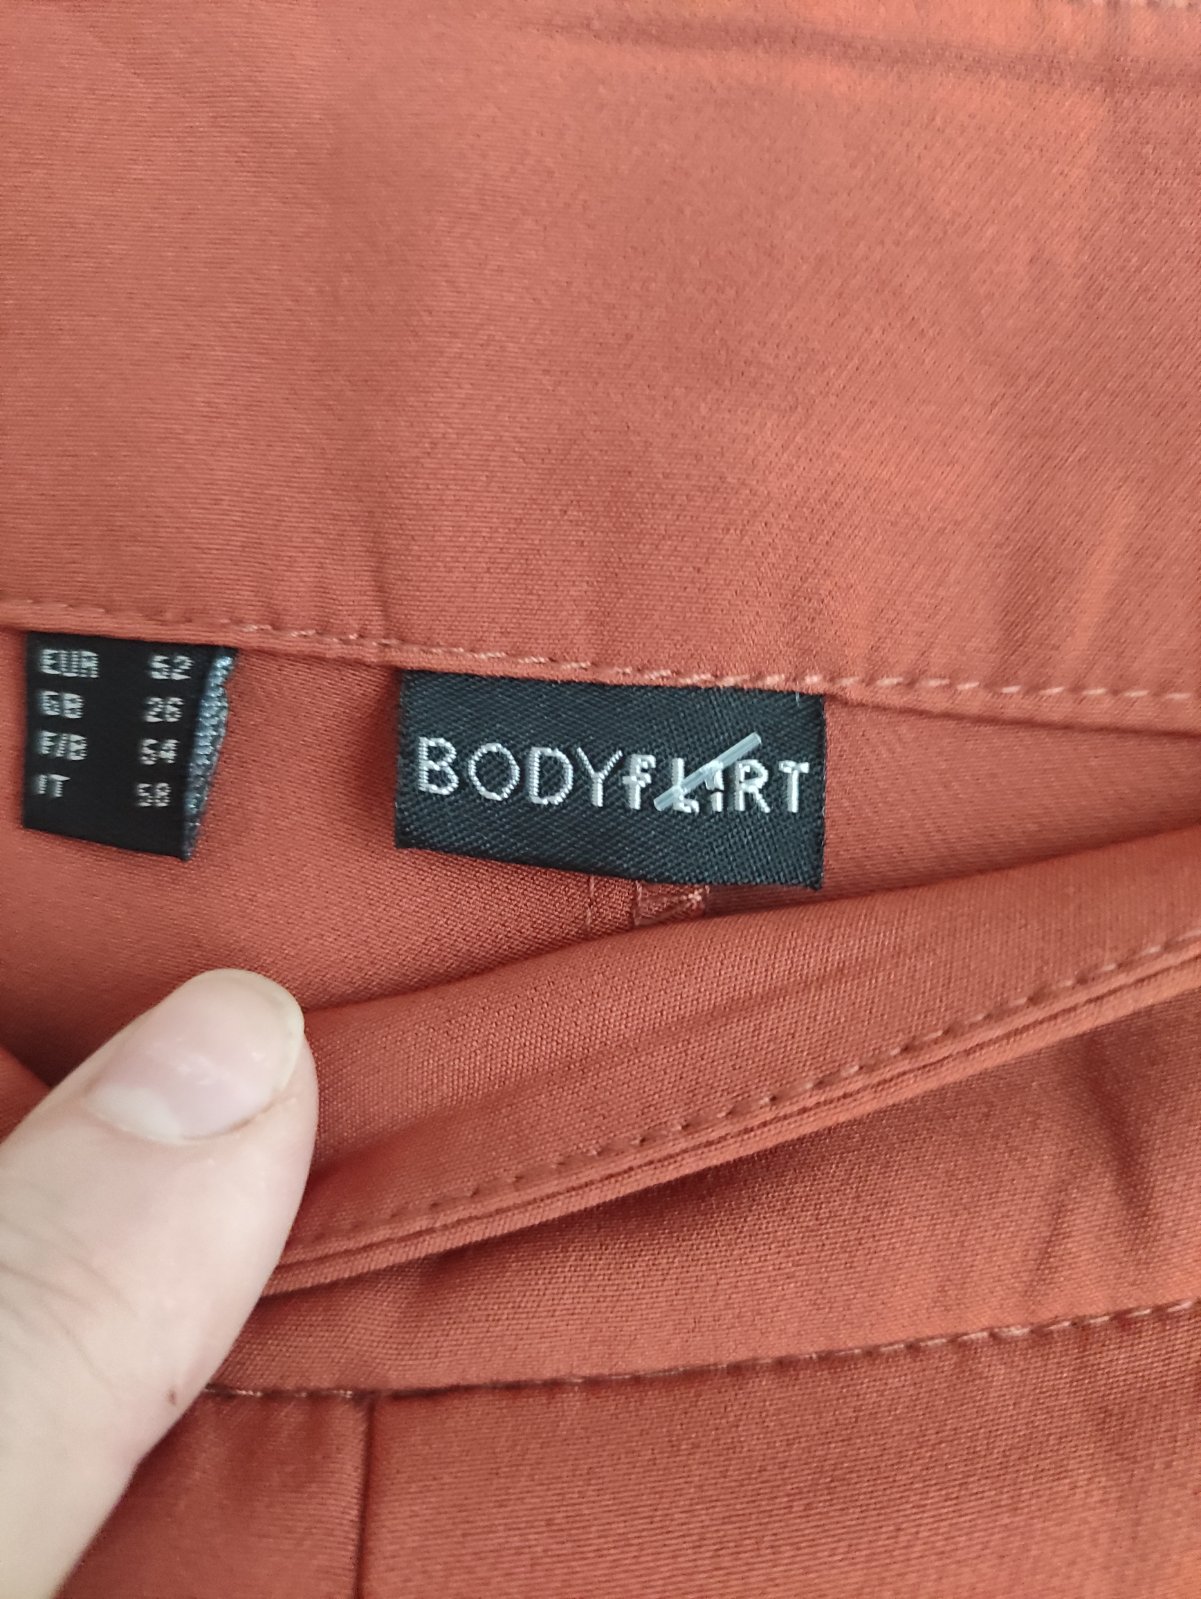 EUR 52
GB 26
F/B 54
IT 58
BODYfLiRT